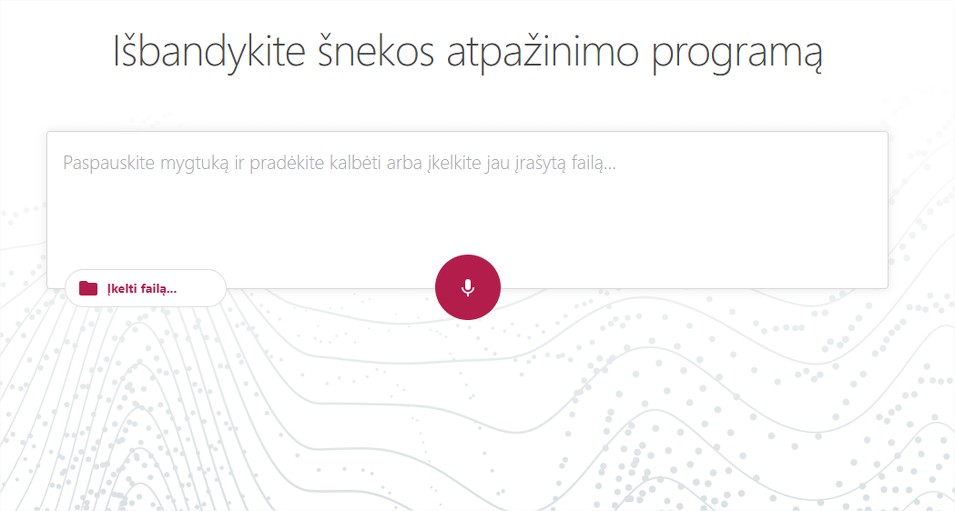 Išbandykite šnekos atpažinimo programą
Paspauskite mygtuką ir pradėkite kalbėti arba įkelkite jau įrašytą failą...
Įkelti failą...